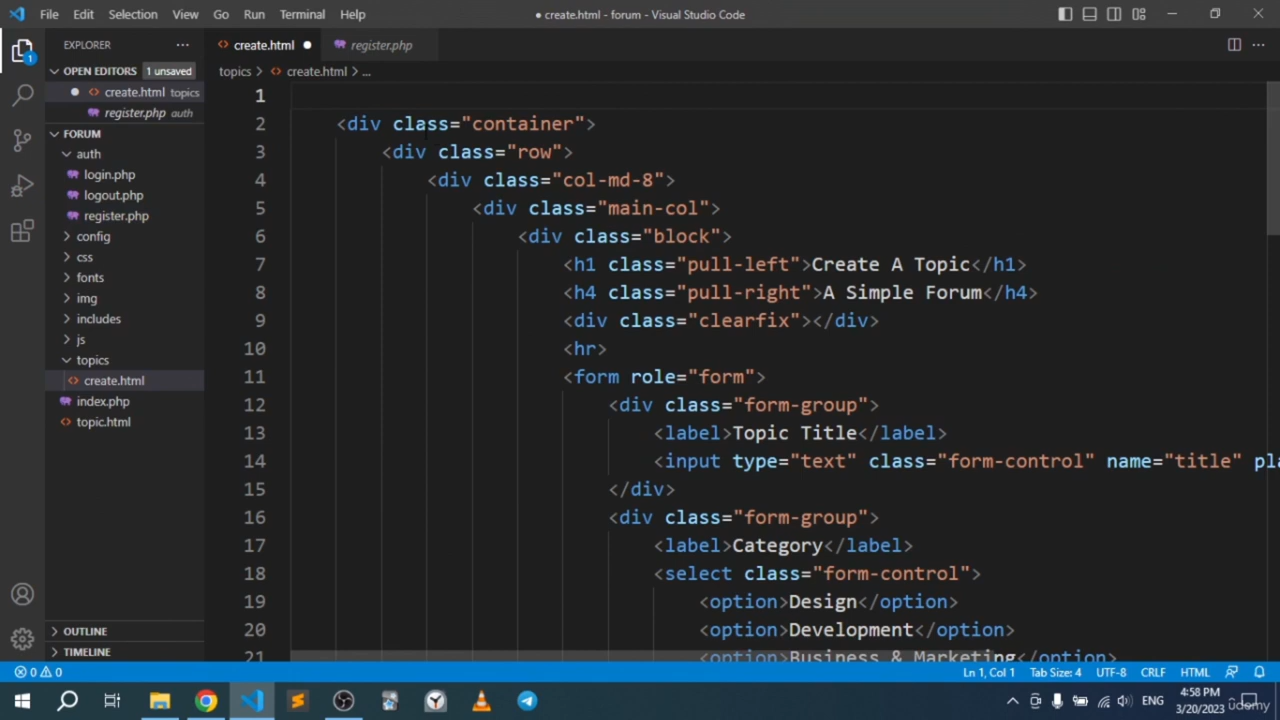 File Edit Selection View Go Run Terminal Help
● create.html - forum - Visual Studio Code
EXPLORER
OPEN EDITORS 1 unsaved
create.html topics
register.php auth
FORUM
auth
login.php
logout.php
register.php
config
css
fonts
img
includes
js
topics
create.html
index.php
topic.html
OUTLINE
TIMELINE
create.html ● register.php
topics > create.html > ...
1
2 <div class="container">
3 <div class="row">
4 <div class="col-md-8">
5 <div class="main-col">
6 <div class="block">
7 <h1 class="pull-left">Create A Topic</h1>
8 <h4 class="pull-right">A Simple Forum</h4>
9 <div class="clearfix"></div>
10 <hr>
11 <form role="form">
12 <div class="form-group">
13 <label>Topic Title</label>
14 <input type="text" class="form-control" name="title" pla
15 </div>
16 <div class="form-group">
17 <label>Category</label>
18 <select class="form-control">
19 <option>Design</option>
20 <option>Development</option>
21 <option>Business & Marketing</option>
0 0 Ln 1, Col 1 Tab Size: 4 UTF-8 CRLF HTML
1
ENG
4:58 PM
3/20/2023
udemy